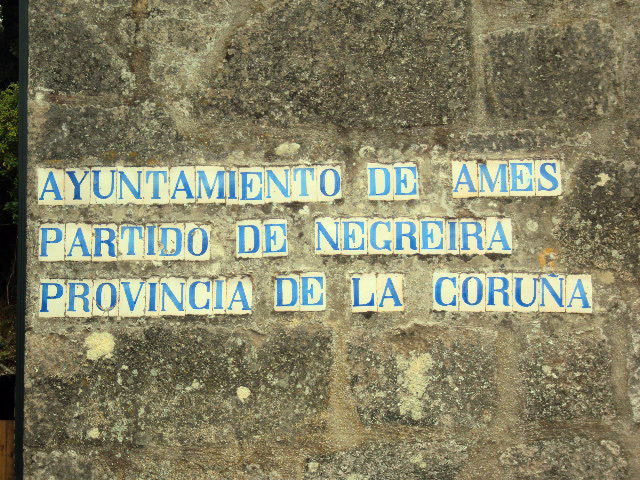 AYUNTAMIENTO DE AMES
PARTIDO DE NEGREIRA
PROVINCIA DE LA CORUÑA